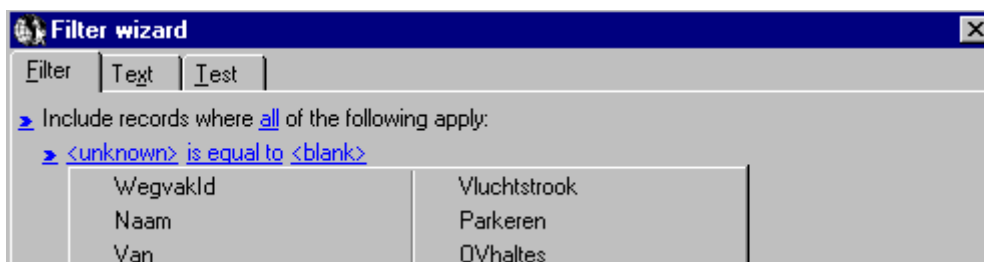 Filter wizard
Filter Text Test
Include records where all of the following apply:
<unknown> is equal to <blank>
WegvakId Vluchtstrook
Naam Parkeren
Van OVhaltes